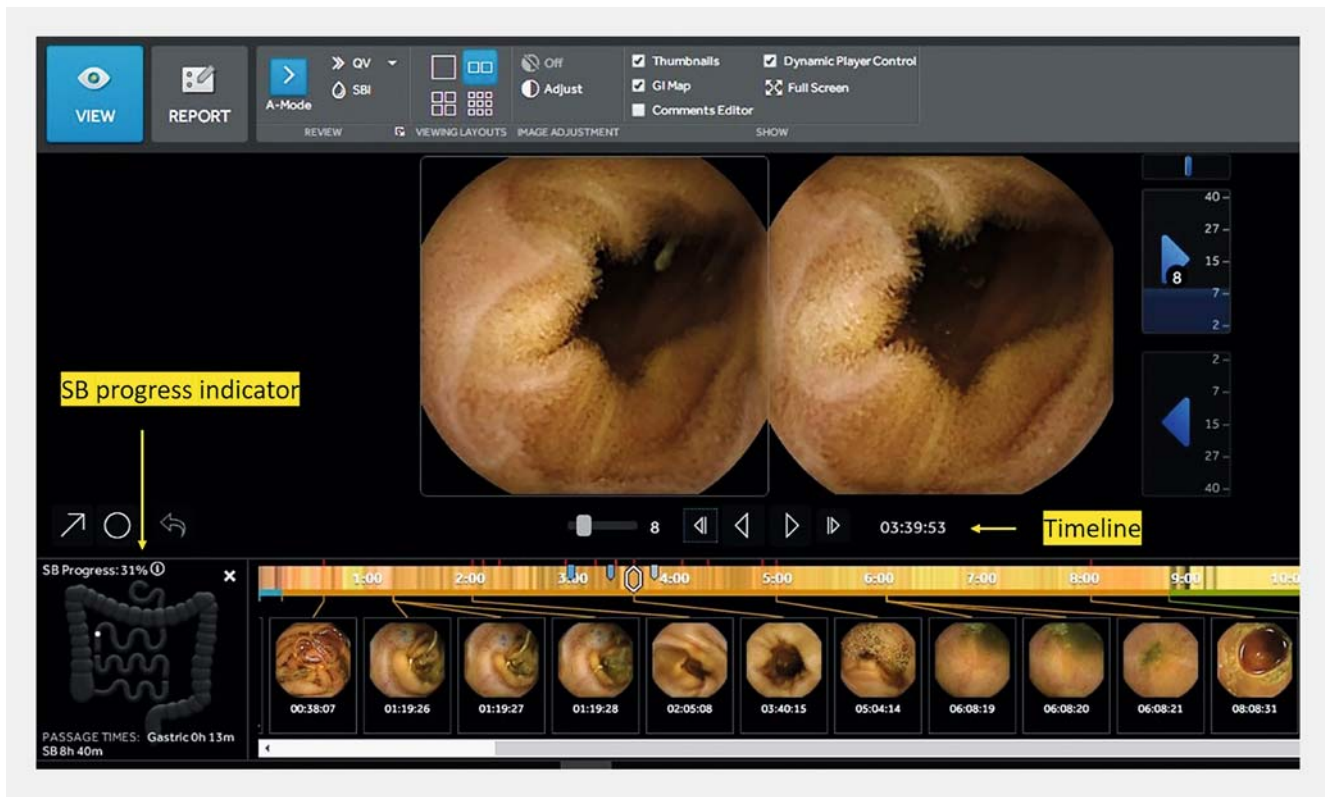 VIEW
REPORT
A-Mode
QV
SBI
REVIEW
VIEWING LAYOUTS
Off
Adjust
IMAGE ADJUSTMENT
Thumbnails
GI Map
Comments Editor
Dynamic Player Control
Full Screen
SHOW
40
27
15
8
7
2
2
7
15
27
40
SB progress indicator
8
03:39:53
Timeline
SB Progress: 31%
1:00 2:00 3:00 4:00 5:00 6:00 7:00 8:00 9:00
00:38:07 01:19:26 01:19:27 01:19:28 02:05:08 03:40:15 05:04:14 06:08:19 06:08:20 06:08:21 08:08:31
PASSAGE TIMES: Gastric 0h 13m
SB 8h 40m